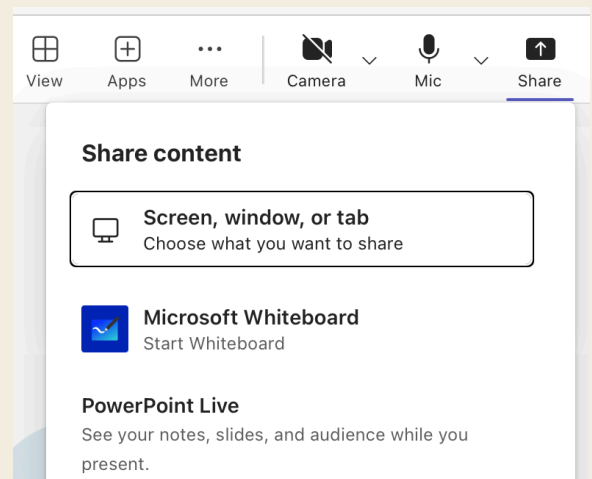 View Apps More Camera Mic Share
Share content
Screen, window, or tab
Choose what you want to share
Microsoft Whiteboard
Start Whiteboard
PowerPoint Live
See your notes, slides, and audience while you
present.